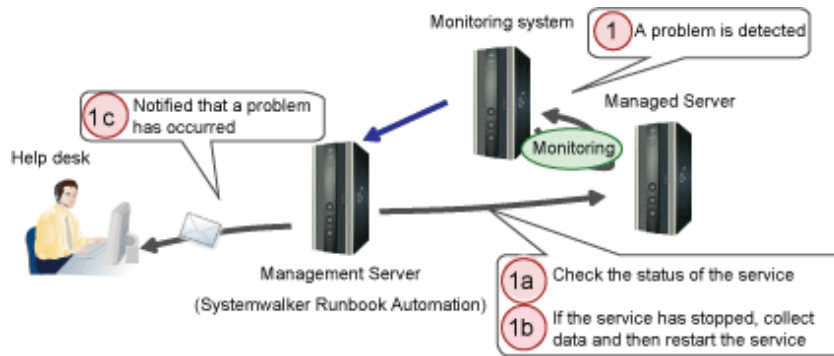 Monitoring system
1 A problem is detected
1c Notified that a problem
has occurred
Managed Server
Monitoring
Help desk
Management Server
(Systemwalker Runbook Automation)
1a Check the status of the service
1b If the service has stopped, collect
data and then restart the service